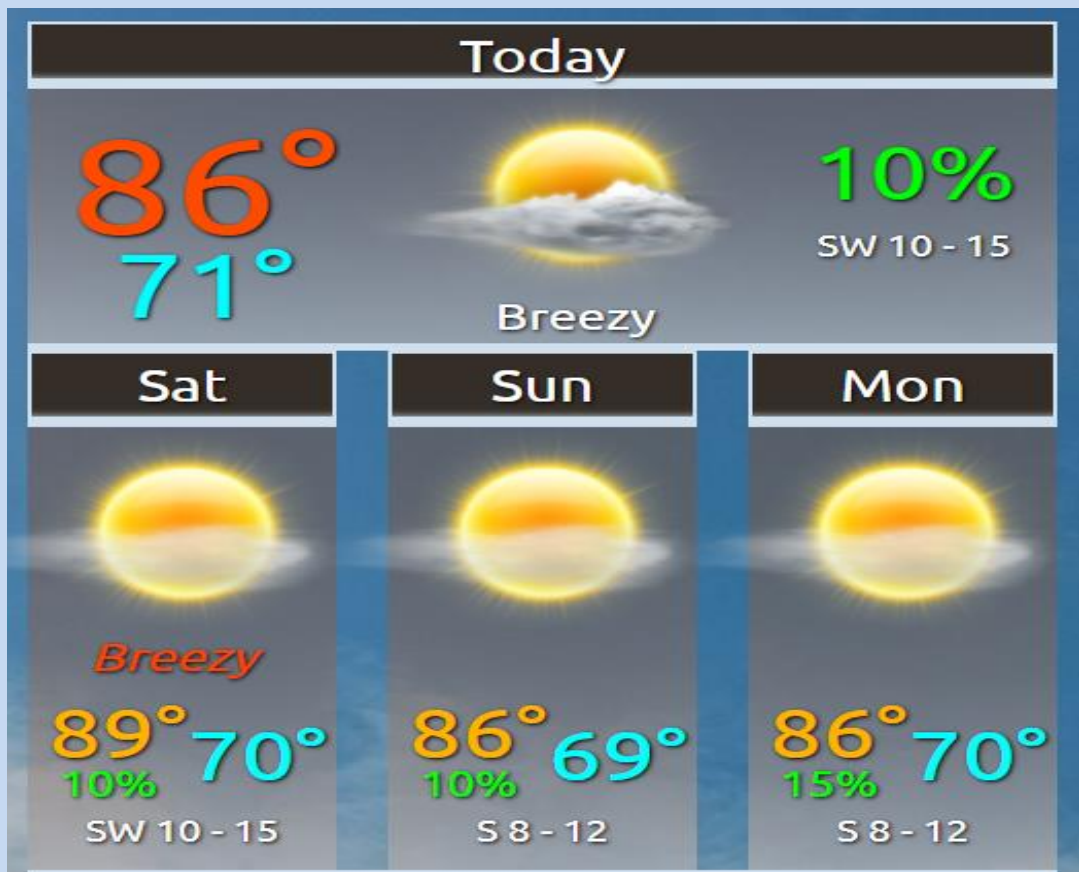 Today
86°
71°
10%
SW 10 - 15
Breezy
Sat
Breezy
89° 70°
10%
SW 10 - 15
Sun
86° 69°
10%
S 8 - 12
Mon
86° 70°
15%
S 8 - 12